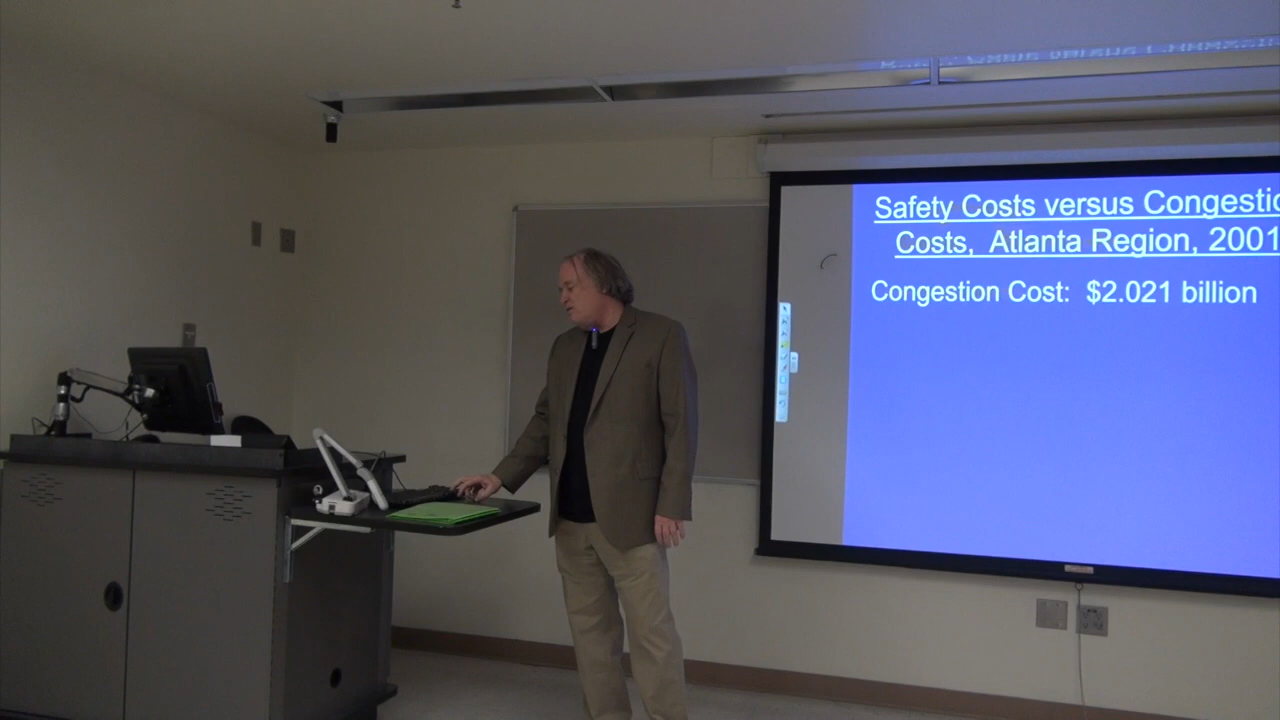 Safety Costs versus Congestio
Costs, Atlanta Region, 2001
Congestion Cost: $2.021 billion